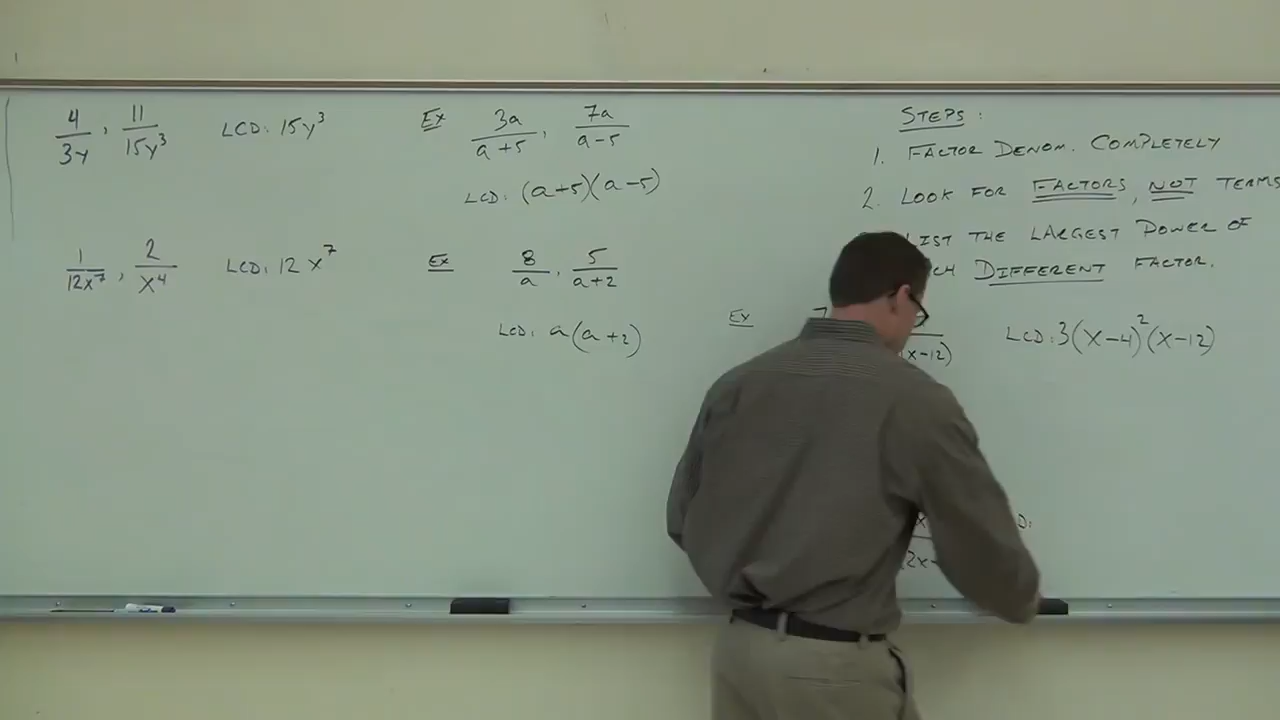 4/3y , 11/15y³ LCD: 15y³
1/12x⁷ , 2/x⁴ LCD: 12x⁷
Ex 3a/a+5 , 7a/a-5
LCD: (a+5)(a-5)
Ex 8/a , 5/a+2
LCD: a(a+2)
STEPS:
1. FACTOR DENOM. COMPLETELY
2. LOOK FOR FACTORS, NOT TERMS
THE LARGEST POWER OF
DIFFERENT FACTOR.
Ex 7 (x-12) LCD: 3(x-4)²(x-12)